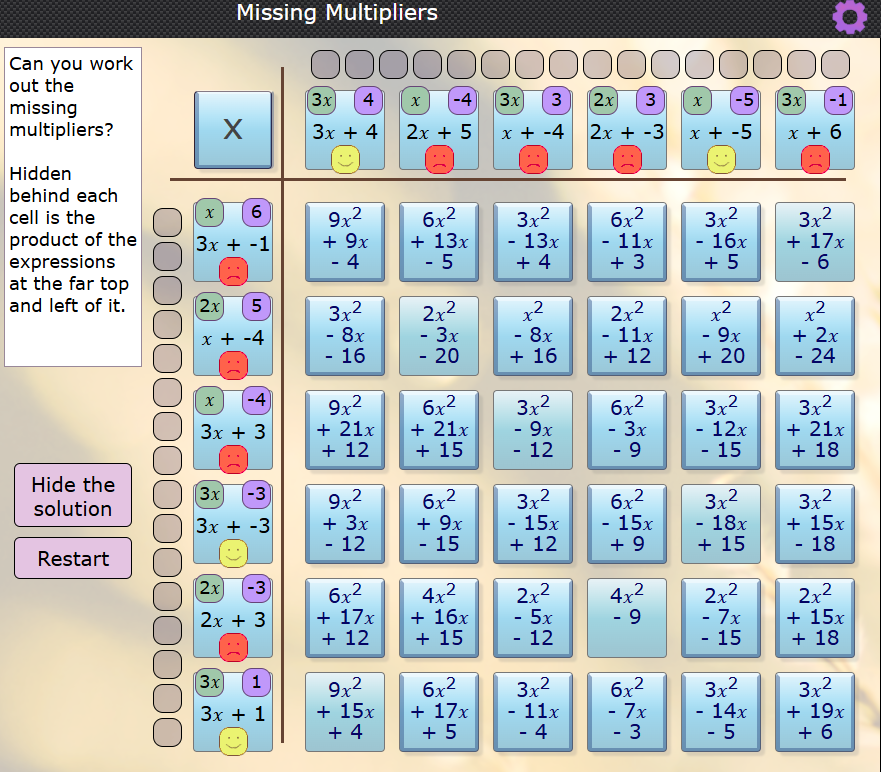 Missing Multipliers
Can you work
out the
missing
multipliers?
Hidden
behind each
cell is the
product of the
expressions
at the far top
and left of it.
Hide the
solution
Restart
X
3x 4
3x + 4
x -4
2x + 5
3x 3
x + -4
2x 3
2x + -3
x -5
x + -5
3x -1
x + 6
x 6
3x + -1
9x²
+ 9x
- 4
6x²
+ 13x
- 5
3x²
- 13x
+ 4
6x²
- 11x
+ 3
3x²
- 16x
+ 5
3x²
+ 17x
- 6
2x 5
x + -4
3x²
- 8x
- 16
2x²
- 3x
- 20
x²
- 8x
+ 16
2x²
- 11x
+ 12
x²
- 9x
+ 20
x²
+ 2x
- 24
x -4
3x + 3
9x²
+ 21x
+ 12
6x²
+ 21x
+ 15
3x²
- 9x
- 12
6x²
- 3x
- 9
3x²
- 12x
- 15
3x²
+ 21x
+ 18
3x -3
3x + -3
9x²
+ 3x
- 12
6x²
+ 9x
- 15
3x²
- 15x
+ 12
6x²
- 15x
+ 9
3x²
- 18x
+ 15
3x²
+ 15x
- 18
2x -3
2x + 3
6x²
+ 17x
+ 12
4x²
+ 16x
+ 15
2x²
- 5x
- 12
4x²
- 9
2x²
- 7x
- 15
2x²
+ 15x
+ 18
3x 1
3x + 1
9x²
+ 15x
+ 4
6x²
+ 17x
+ 5
3x²
- 11x
- 4
6x²
- 7x
- 3
3x²
- 14x
- 5
3x²
+ 19x
+ 6